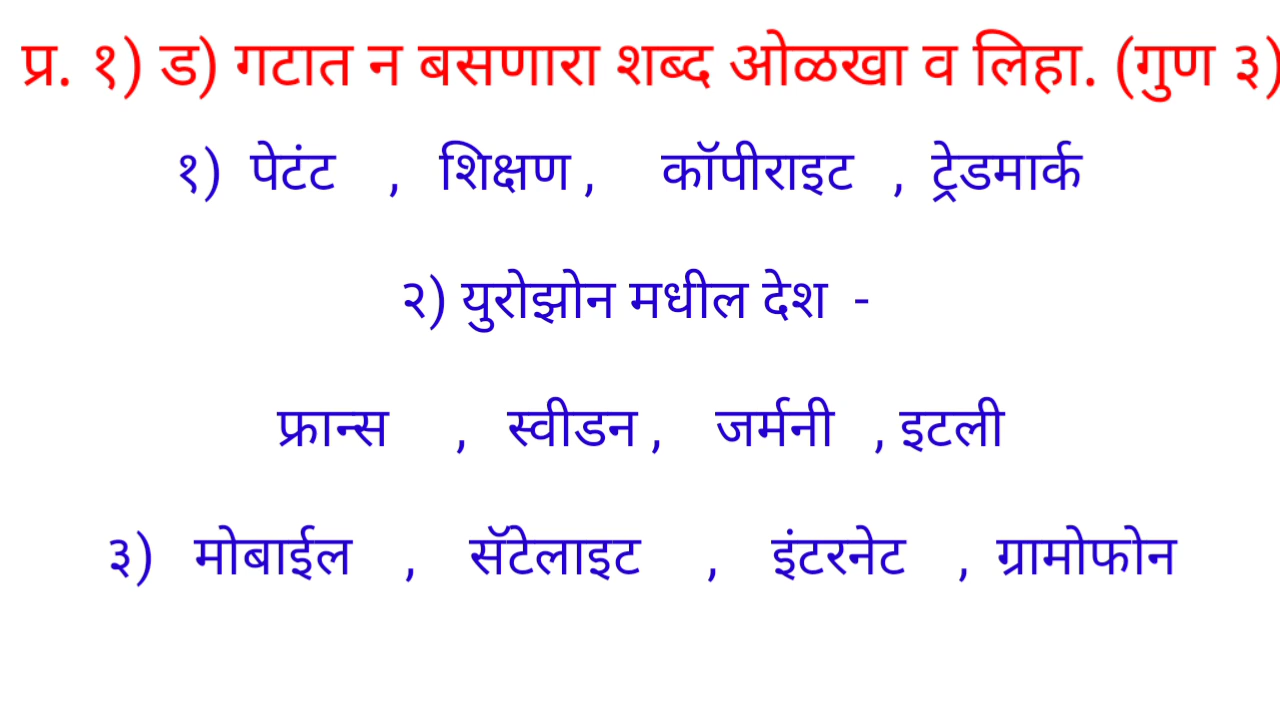 प्र. १) ड) गटात न बसणारा शब्द ओळखा व लिहा. (गुण ३)
१) पेटंट , शिक्षण , कॉपीराइट , ट्रेडमार्क
२) युरोझोन मधील देश -
फ्रान्स , स्वीडन , जर्मनी , इटली
३) मोबाईल , सॅटेलाइट , इंटरनेट , ग्रामोफोन